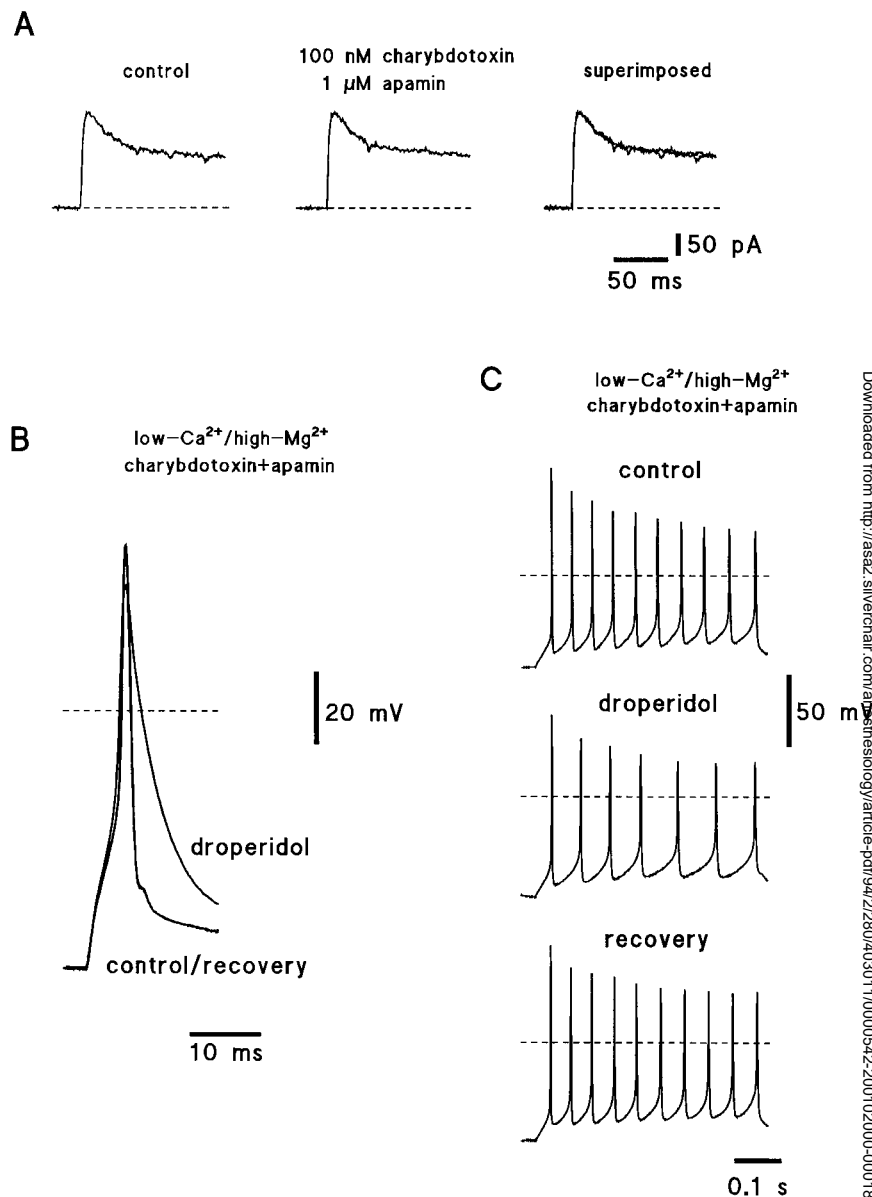 A
control
100 nM charybdotoxin
1 µM apamin
superimposed
50 pA
50 ms
B
low-Ca²⁺/high-Mg²⁺
charybdotoxin+apamin
20 mV
droperidol
control/recovery
10 ms
C
low-Ca²⁺/high-Mg²⁺
charybdotoxin+apamin
control
droperidol
50 mV
recovery
0.1 s
Downloaded from